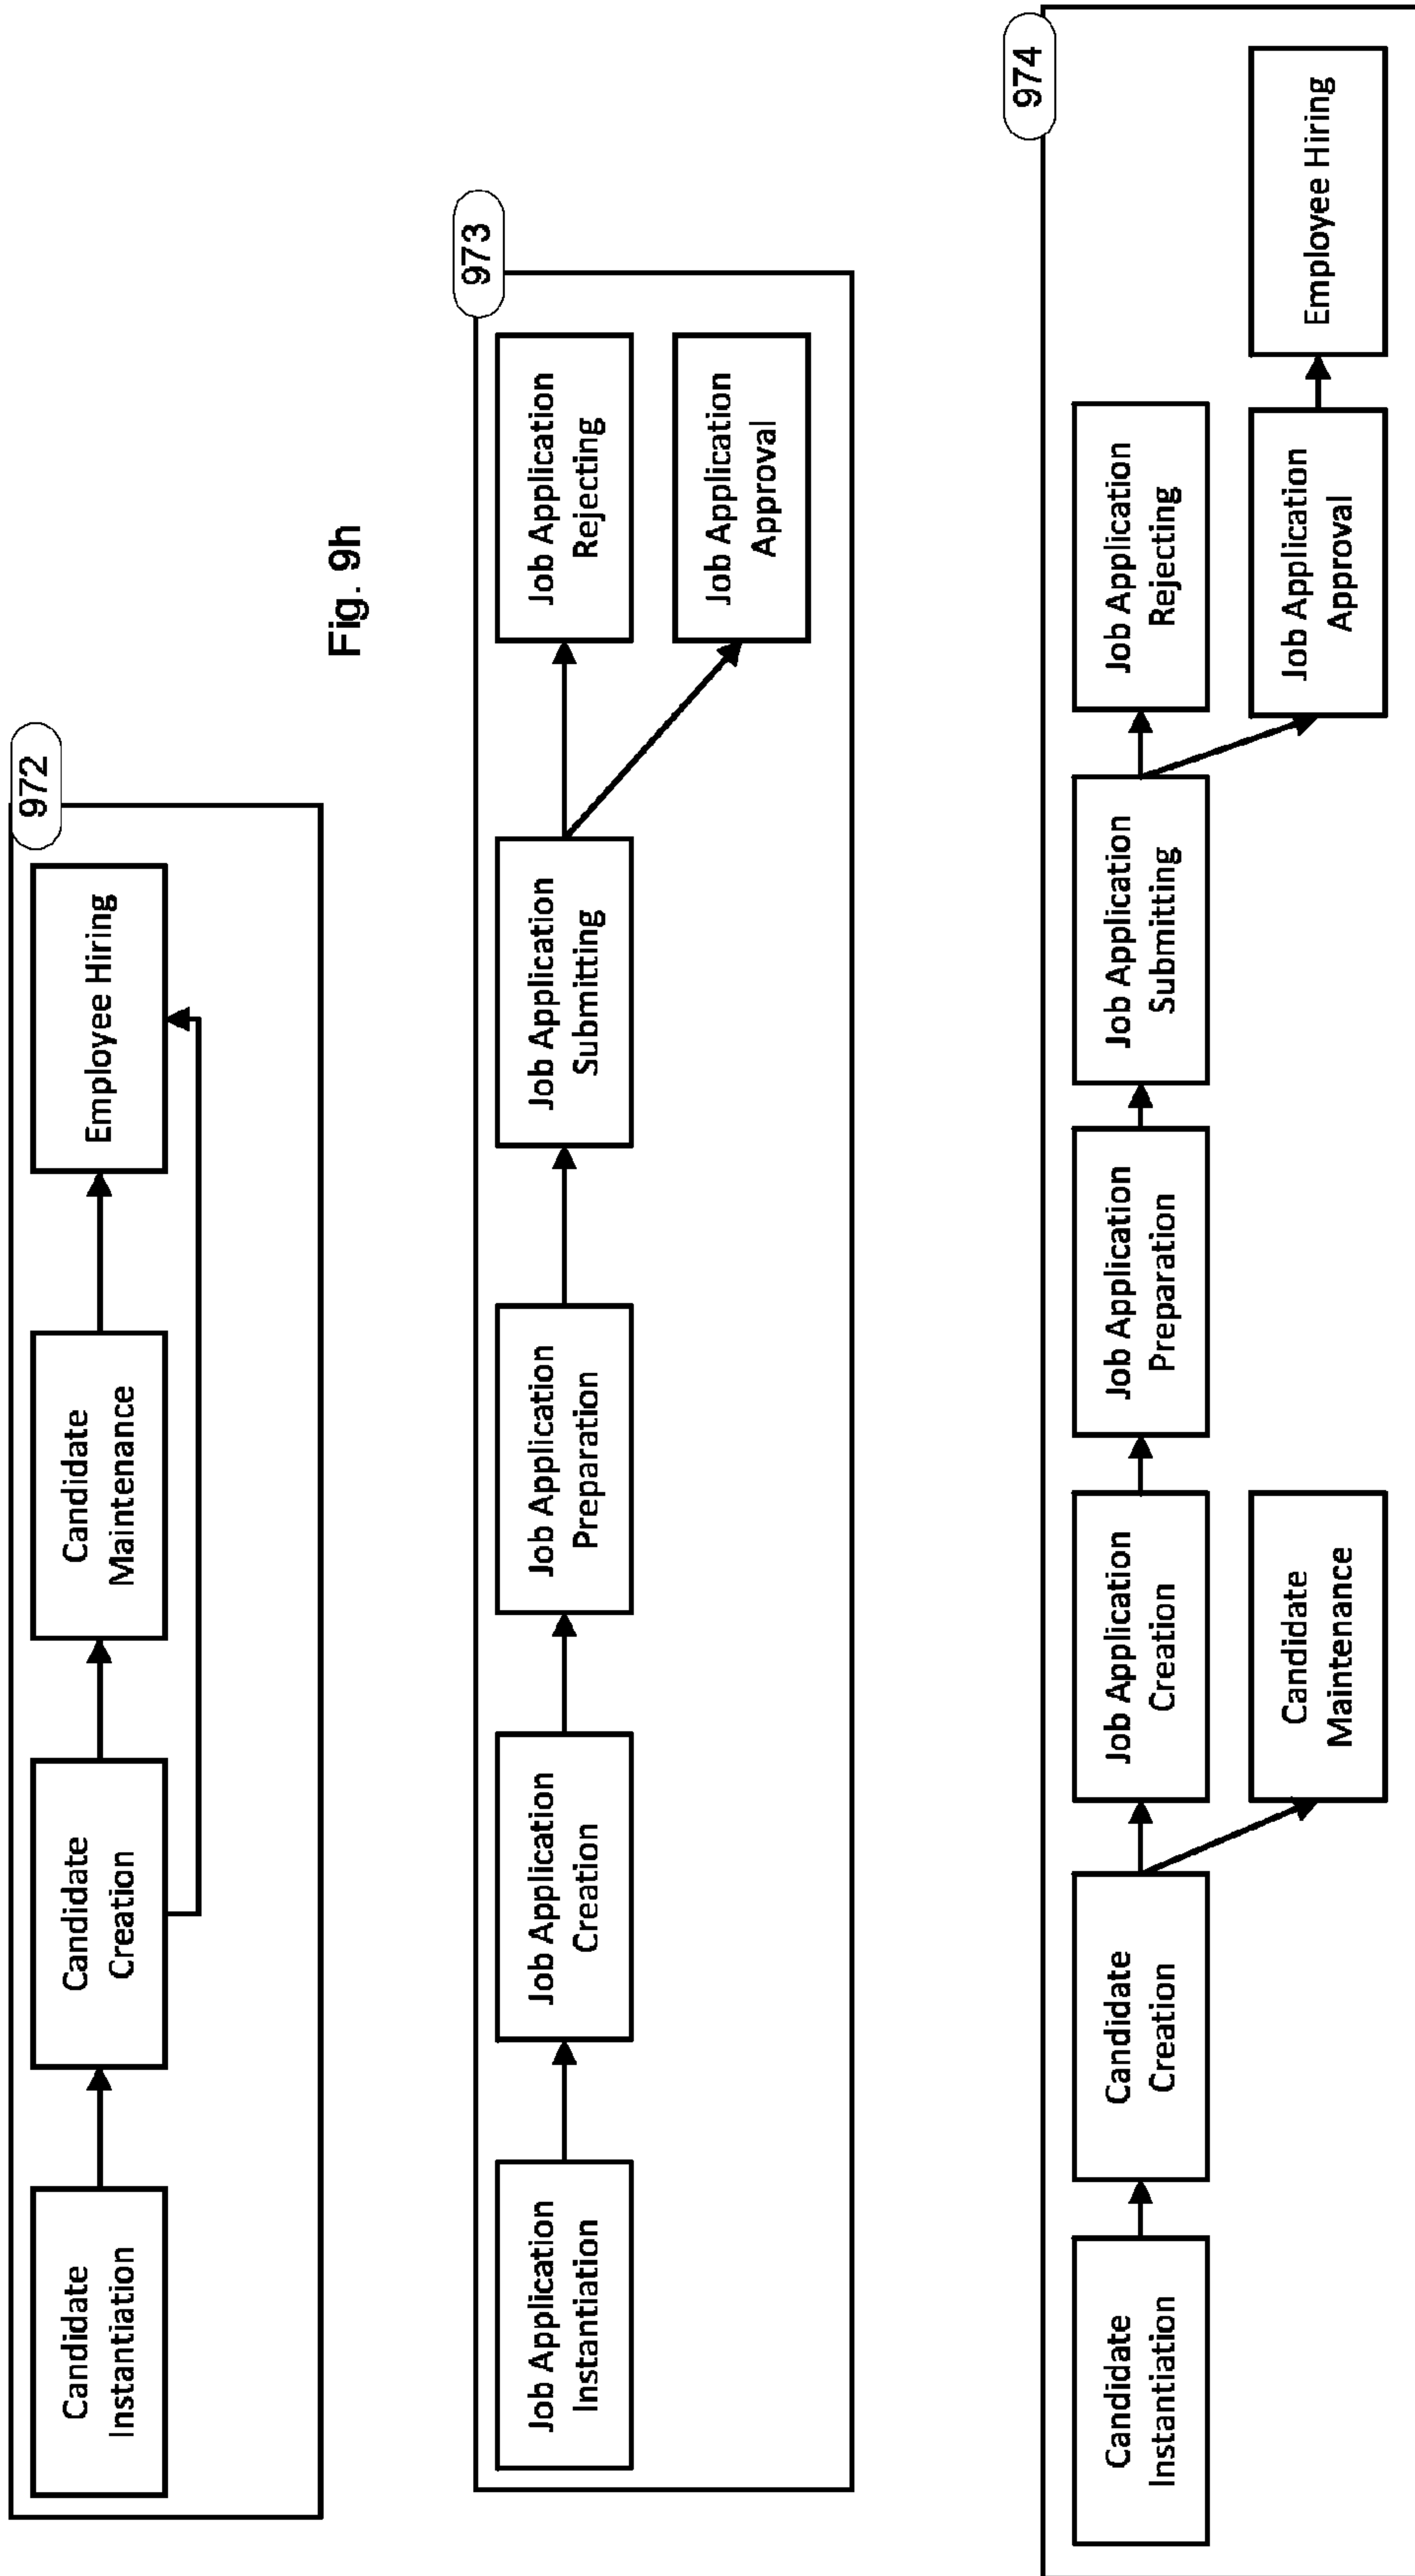 972
Candidate
Instantiation
Candidate
Creation
Candidate
Maintenance
Employee Hiring
Fig. 9h
973
Job Application
Instantiation
Job Application
Creation
Job Application
Preparation
Job Application
Submitting
Job Application
Rejecting
Job Application
Approval
974
Candidate
Instantiation
Candidate
Creation
Job Application
Creation
Job Application
Preparation
Job Application
Submitting
Job Application
Rejecting
Candidate
Maintenance
Job Application
Approval
Employee Hiring